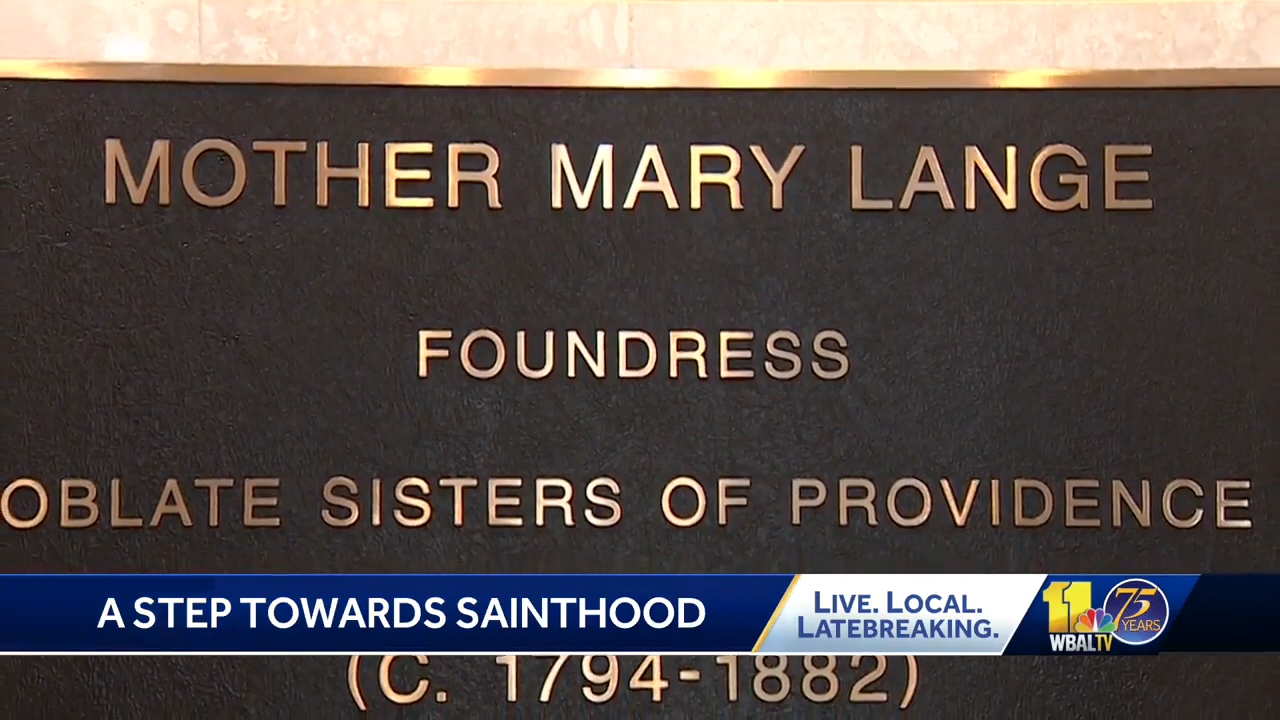 MOTHER MARY LANGE
FOUNDRESS
OBLATE SISTERS OF PROVIDENCE
A STEP TOWARDS SAINTHOOD
LIVE. LOCAL.
LATEBREAKING.
11
WBALTV
75
YEARS
(C. 1794-1882)